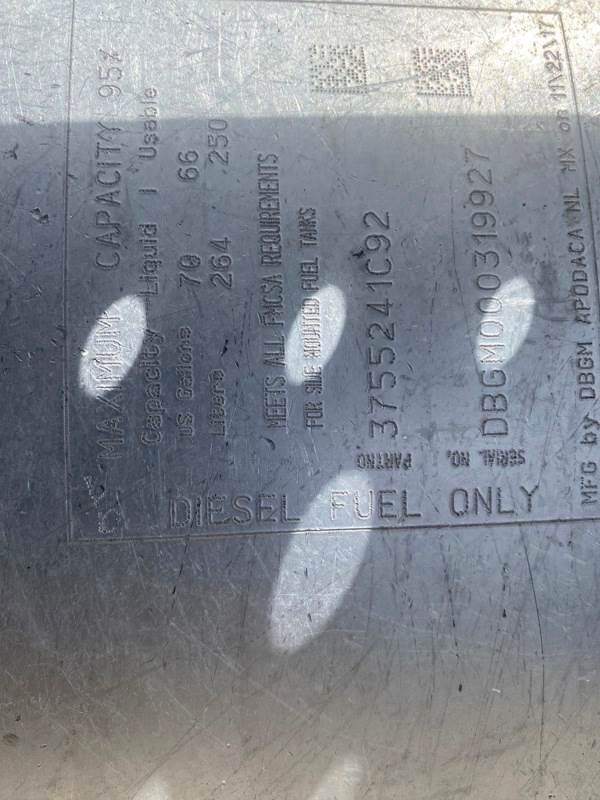 MAXIMUM CAPACITY 95%
Capacity Liquid | Usable
US Gallons 70 66
Liters 264 250
MEETS ALL FMCSA REQUIREMENTS
FOR SIDE MOUNTED FUEL TANKS
PARTNO 3755241C92
SERIAL NO. DBGM000319927
MFG by DBGM APODACA NL MX on 11\22\17
DIESEL FUEL ONLY